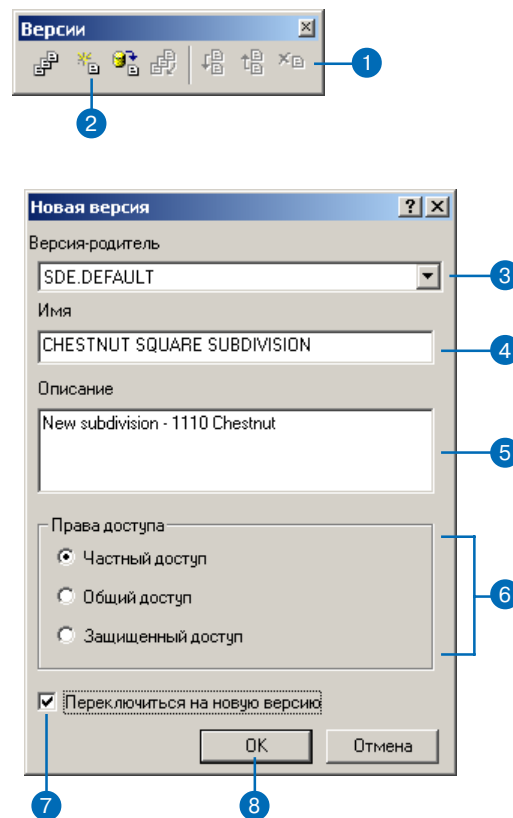 Версии
1
2
Новая версия
Версия-родитель
SDE.DEFAULT
3
Имя
CHESTNUT SQUARE SUBDIVISION
4
Описание
New subdivision - 1110 Chestnut
5
Права доступа
Частный доступ
Общий доступ
6
Защищенный доступ
Переключиться на новую версию
OK
Отмена
7
8